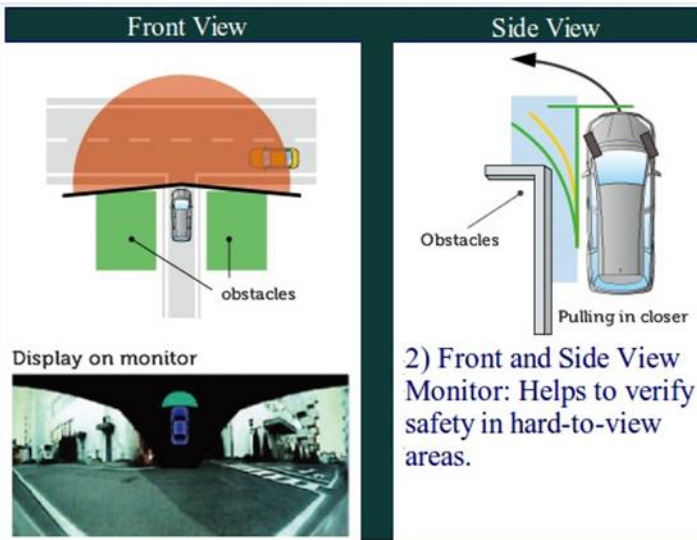 Front View
obstacles
Display on monitor
Side View
Obstacles
Pulling in closer
2) Front and Side View
Monitor: Helps to verify
safety in hard-to-view
areas.